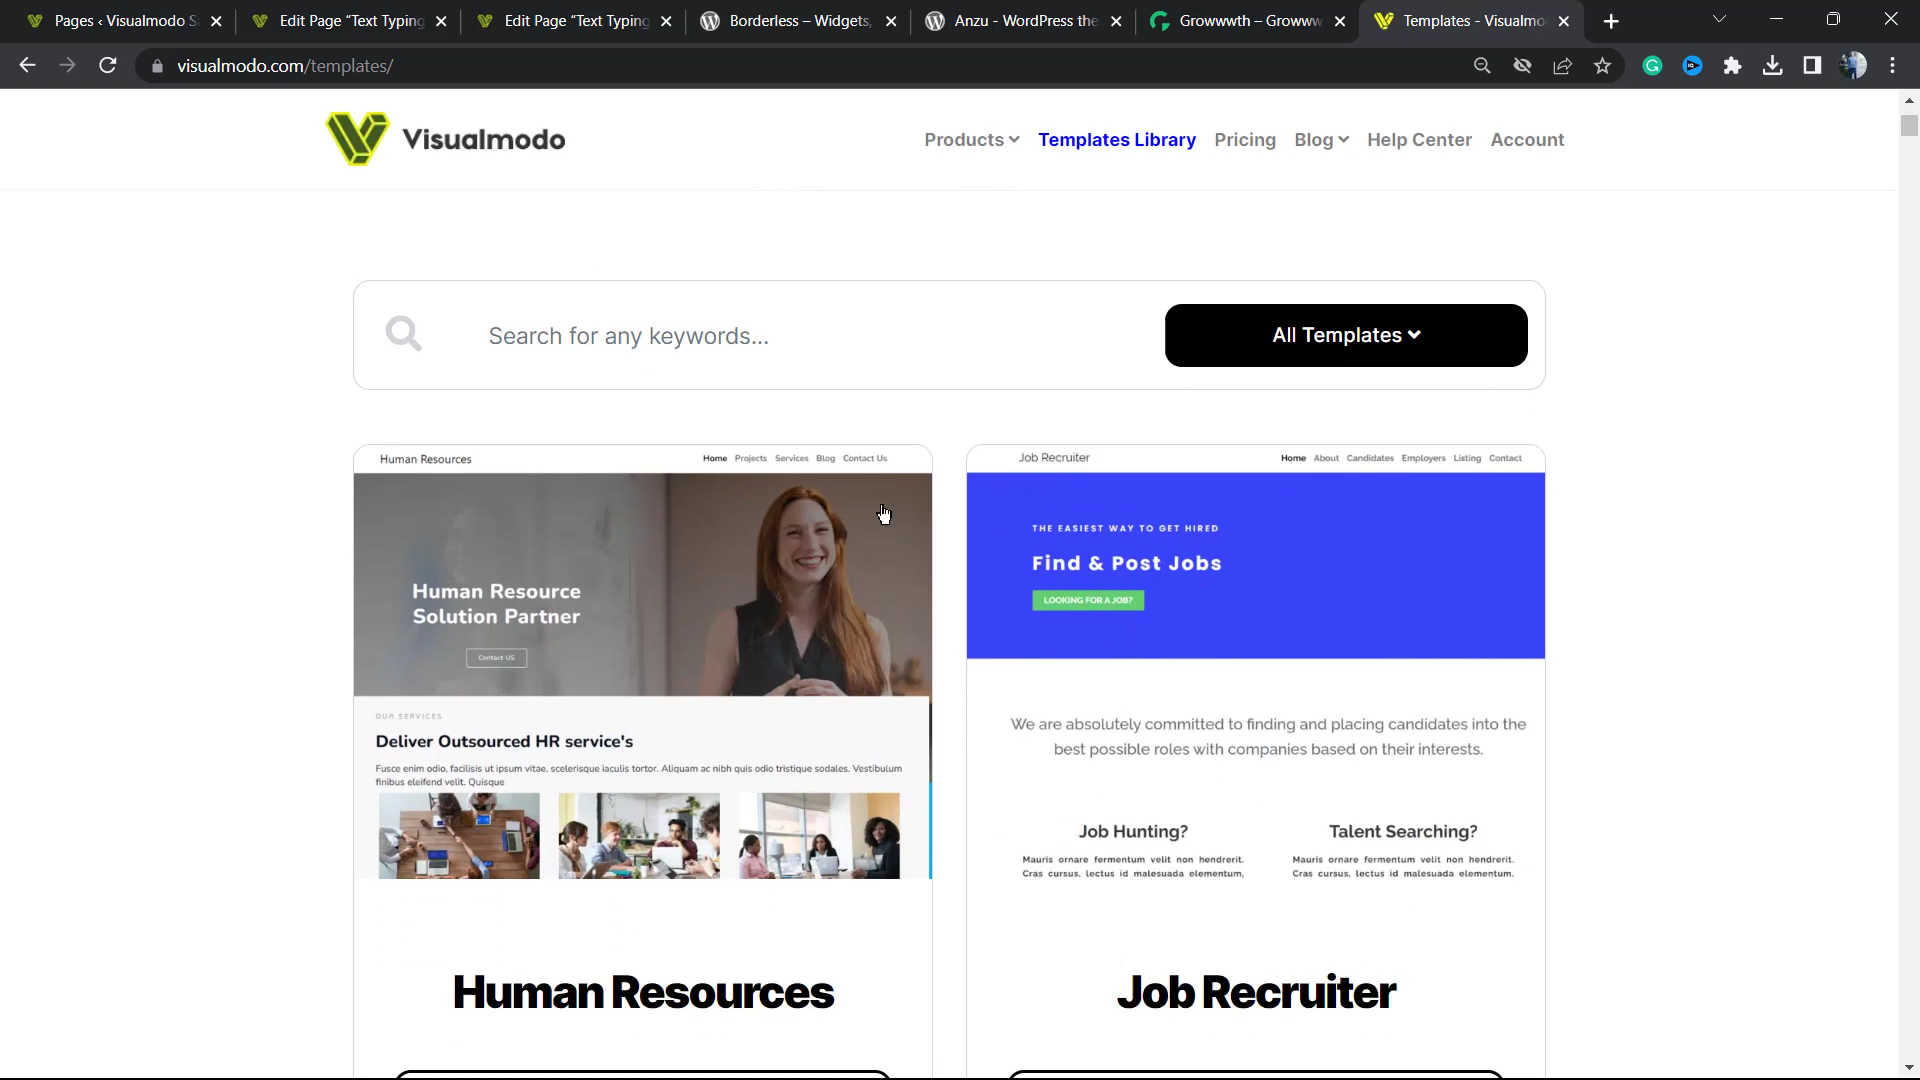 Pages ‹ Visualmodo S
Edit Page “Text Typing
Edit Page “Text Typing
Borderless – Widgets,
Anzu - WordPress the
Growwwth – Growww
Templates - Visualmo
visualmodo.com/templates/
Visualmodo
Products
Templates Library
Pricing
Blog
Help Center
Account
Search for any keywords...
All Templates
Human Resources
Home Projects Services Blog Contact Us
Human Resource
Solution Partner
Contact US
OUR SERVICES
Deliver Outsourced HR service's
Fusce enim odio, facilisis ut ipsum vitae, scelerisque iaculis tortor. Aliquam ac nibh quis odio tristique sodales. Vestibulum
finibus eleifend velit. Quisque
Human Resources
Job Recruiter
Home About Candidates Employers Listing Contact
THE EASIEST WAY TO GET HIRED
Find & Post Jobs
LOOKING FOR A JOB?
We are absolutely committed to finding and placing candidates into the
best possible roles with companies based on their interests.
Job Hunting?
Mauris ornare fermentum velit non hendrerit.
Cras cursus, lectus id malesuada elementum,
Talent Searching?
Mauris ornare fermentum velit non hendrerit.
Cras cursus, lectus id malesuada elementum,
Job Recruiter